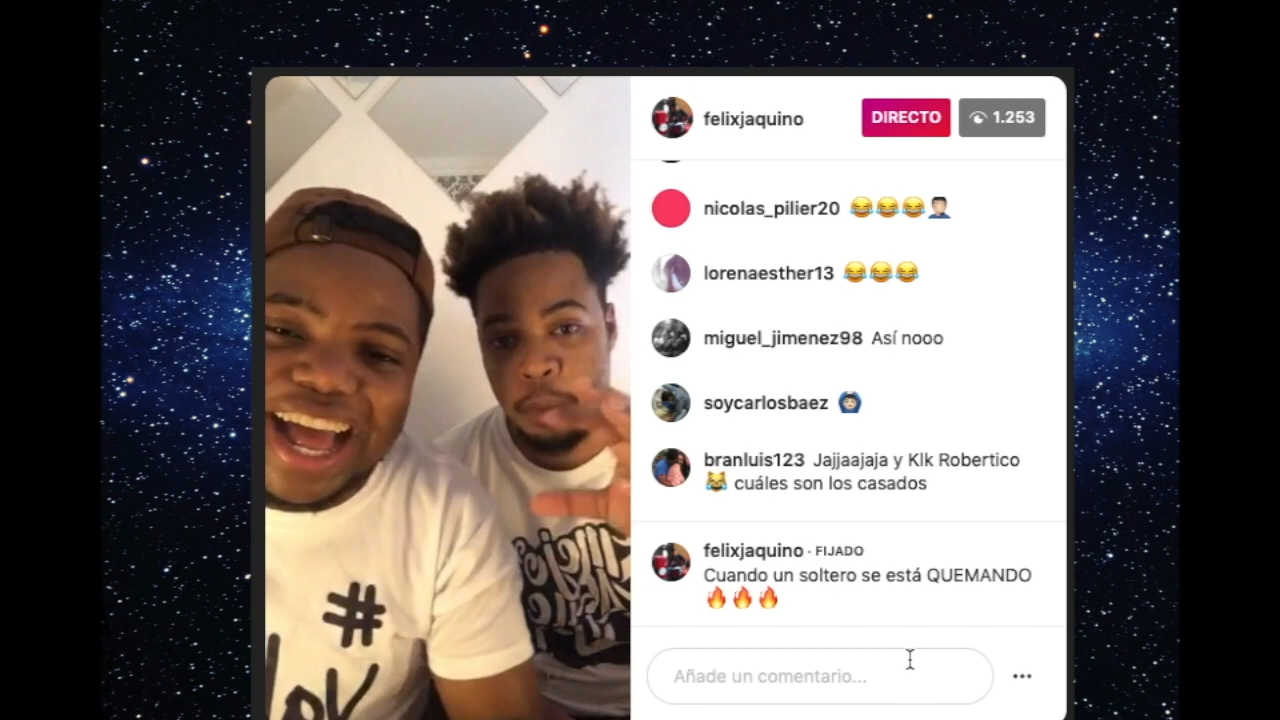 felixjaquino DIRECTO 1.253
nicolas_pilier20 😂😂😂🤦🏻‍♂️
lorenaesther13 😂😂😂
miguel_jimenez98 Así nooo
soycarlosbaez 🙆🏻‍♂️
branluis123 Jajjaajaja y Klk Robertico
😹 cuáles son los casados
felixjaquino · FIJADO
Cuando un soltero se está QUEMANDO
🔥🔥🔥
Añade un comentario...
#